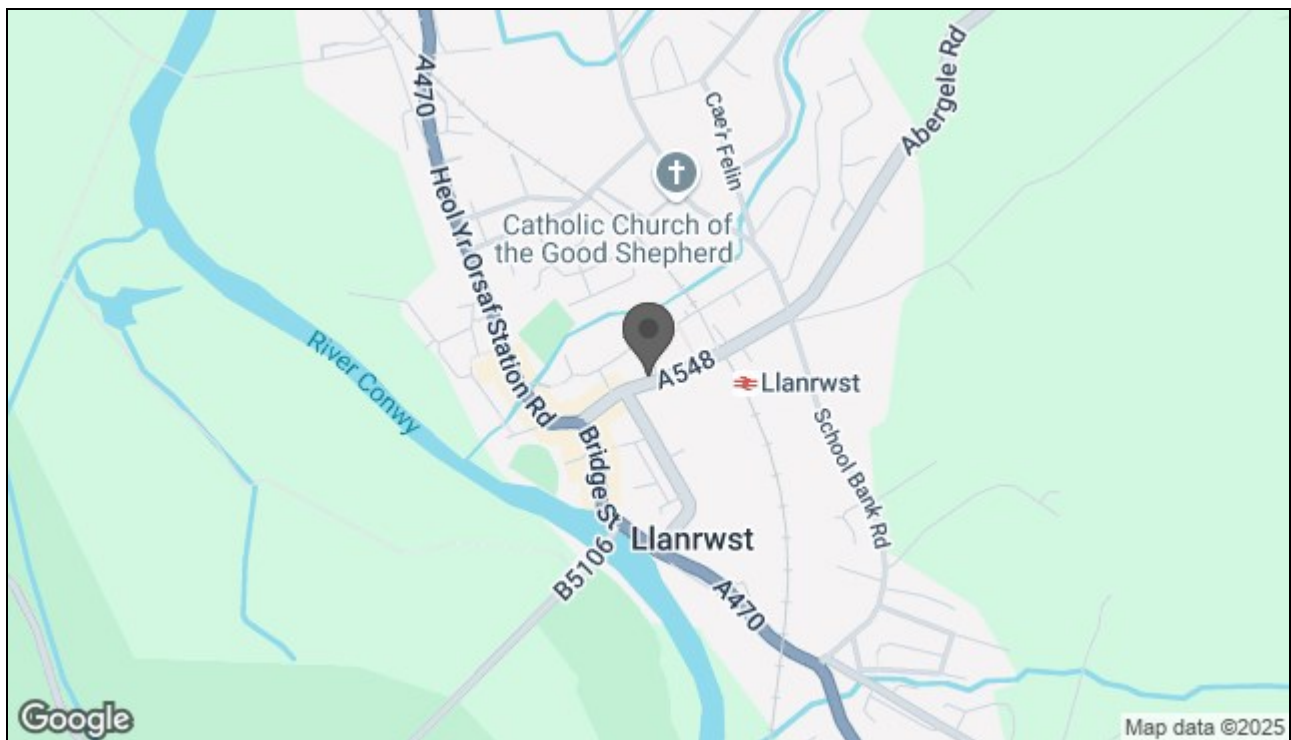 A470
Abergele Rd
Cae'r Felin
Heol Yr Orsaf Station Rd
Catholic Church of
the Good Shepherd
River Conwy
A548
Llanrwst
School Bank Rd
Bridge St
Llanrwst
B5106
A470
Google
Map data ©2025